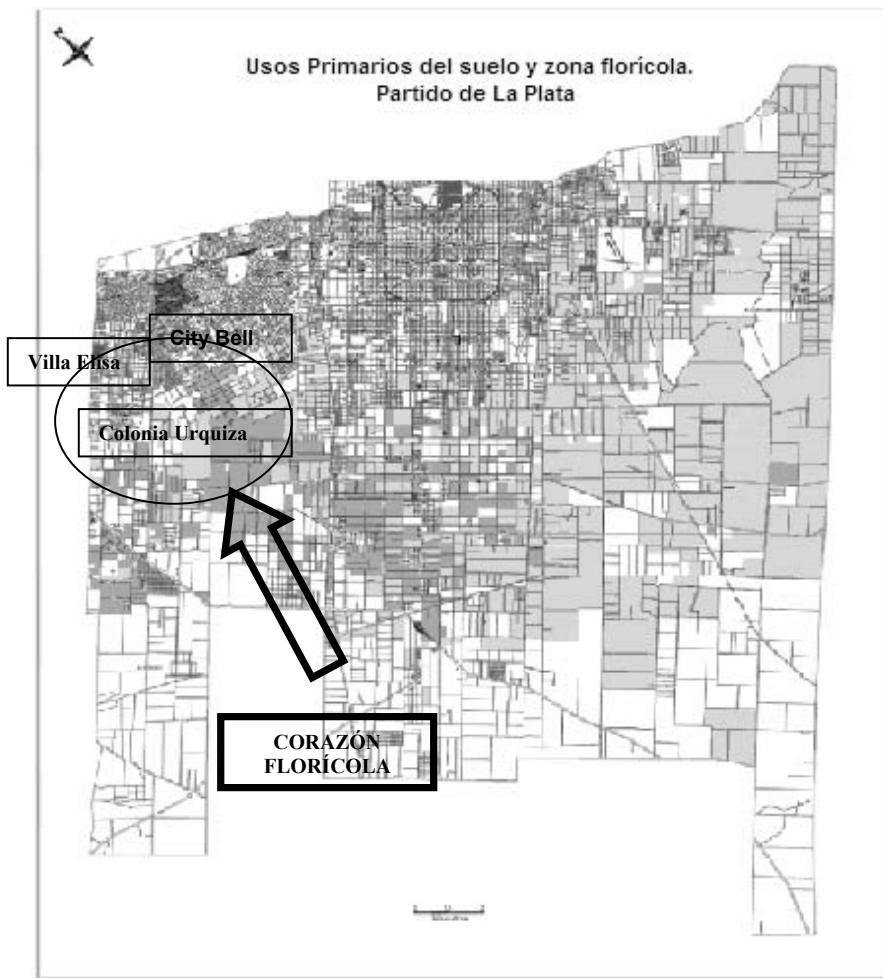 Usos Primarios del suelo y zona florícola.
Partido de La Plata
City Bell
Villa Elisa
Colonia Urquiza
CORAZÓN
FLORÍCOLA